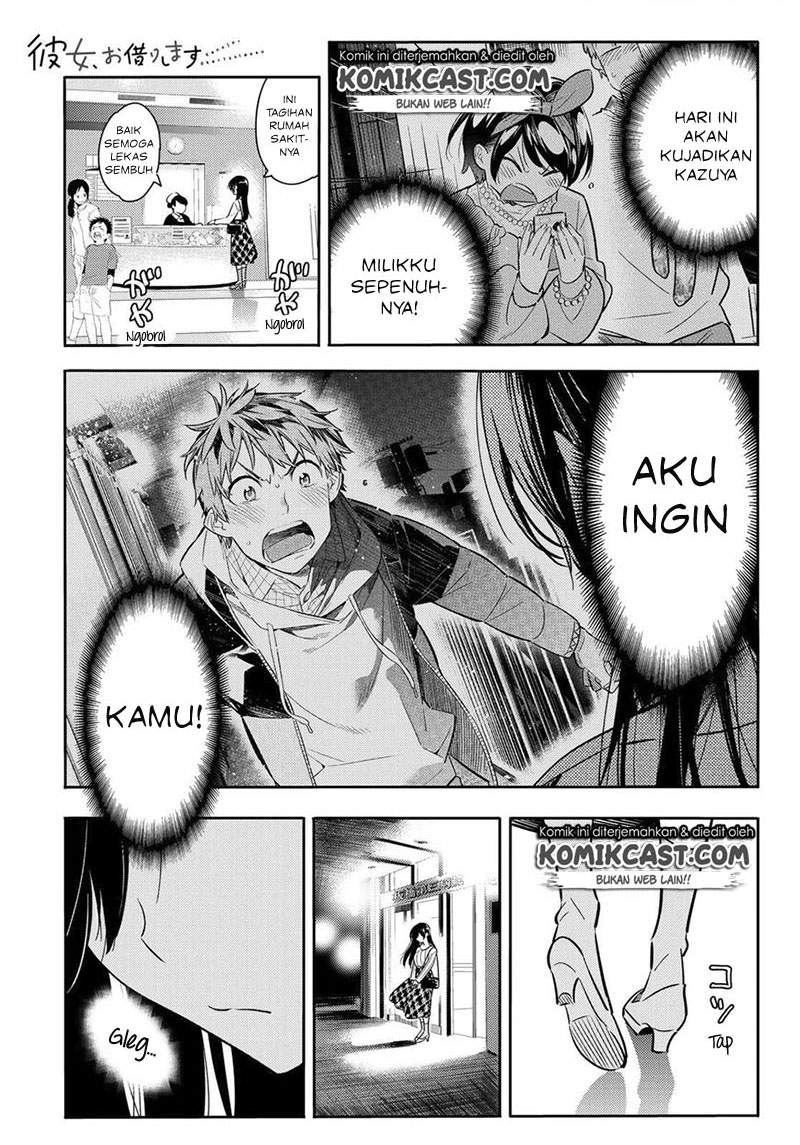 彼女、お借りします
Komik ini diterjemahkan & diedit oleh
KOMIKCAST.COM
BUKAN WEB LAIN!!
HARI INI
AKAN
KUJADIKAN
KAZUYA
MILIKKU
SEPENUH-
NYA!
INI
TAGIHAN
RUMAH
SAKIT-
NYA
BAIK
SEMOGA
LEKAS
SEMBUH
ガヤ
Ngobrol
ガヤ
Ngobrol
AKU
INGIN
KAMU!
Komik ini diterjemahkan & diedit oleh
KOMIKCAST.COM
BUKAN WEB LAIN!!
コツ
Tap
Gleg...